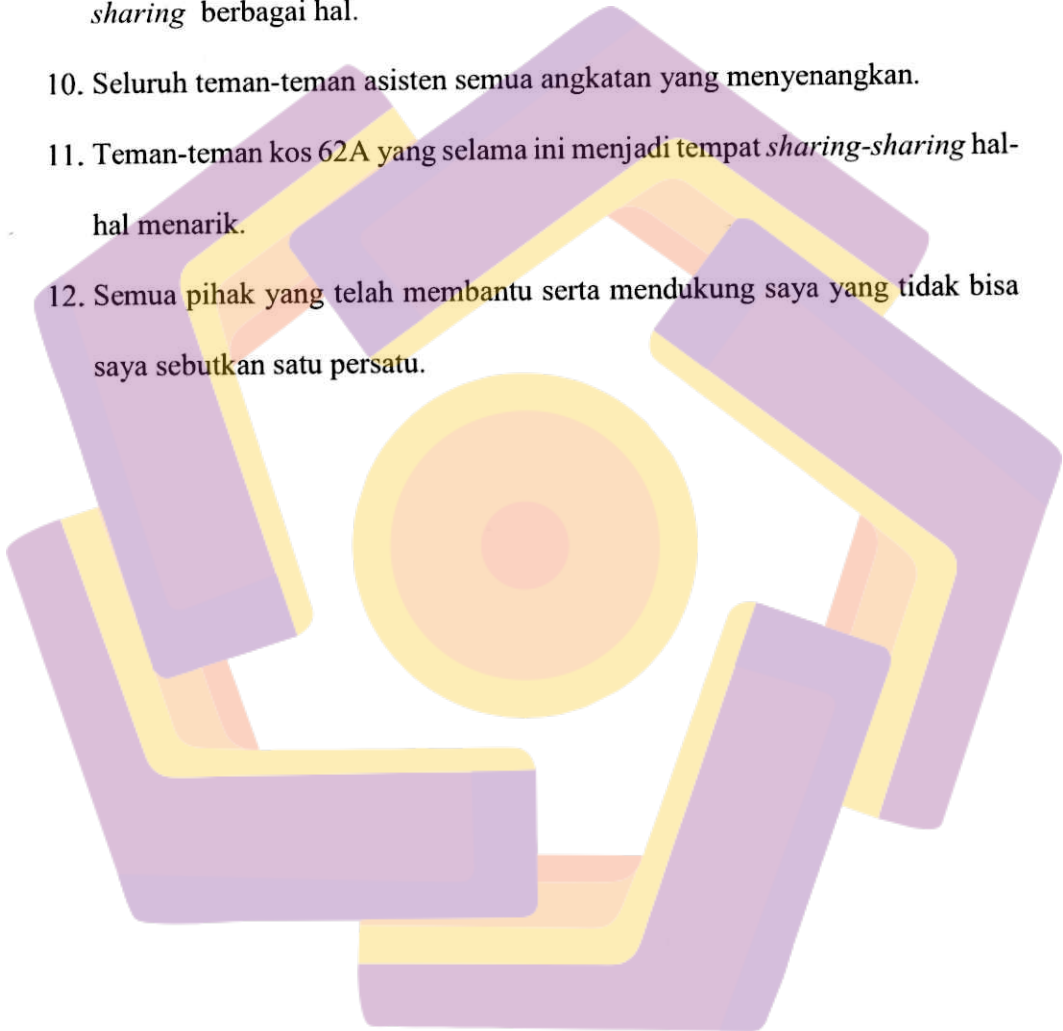 sharing berbagai hal.
10. Seluruh teman-teman asisten semua angkatan yang menyenangkan.
11. Teman-teman kos 62A yang selama ini menjadi tempat sharing-sharing hal-
hal menarik.
12. Semua pihak yang telah membantu serta mendukung saya yang tidak bisa
saya sebutkan satu persatu.